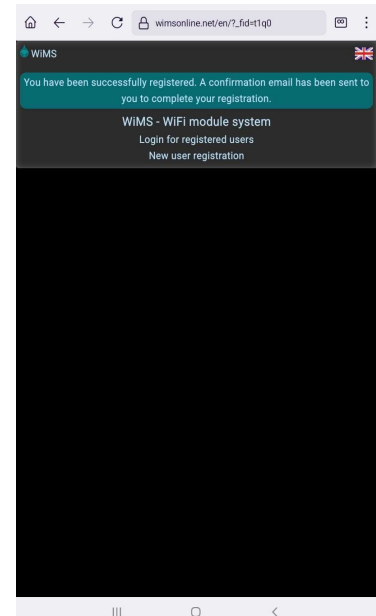 wimsonline.net/en/?_fid=t1q0
WiMS
You have been successfully registered. A confirmation email has been sent to
you to complete your registration.
WiMS - WiFi module system
Login for registered users
New user registration